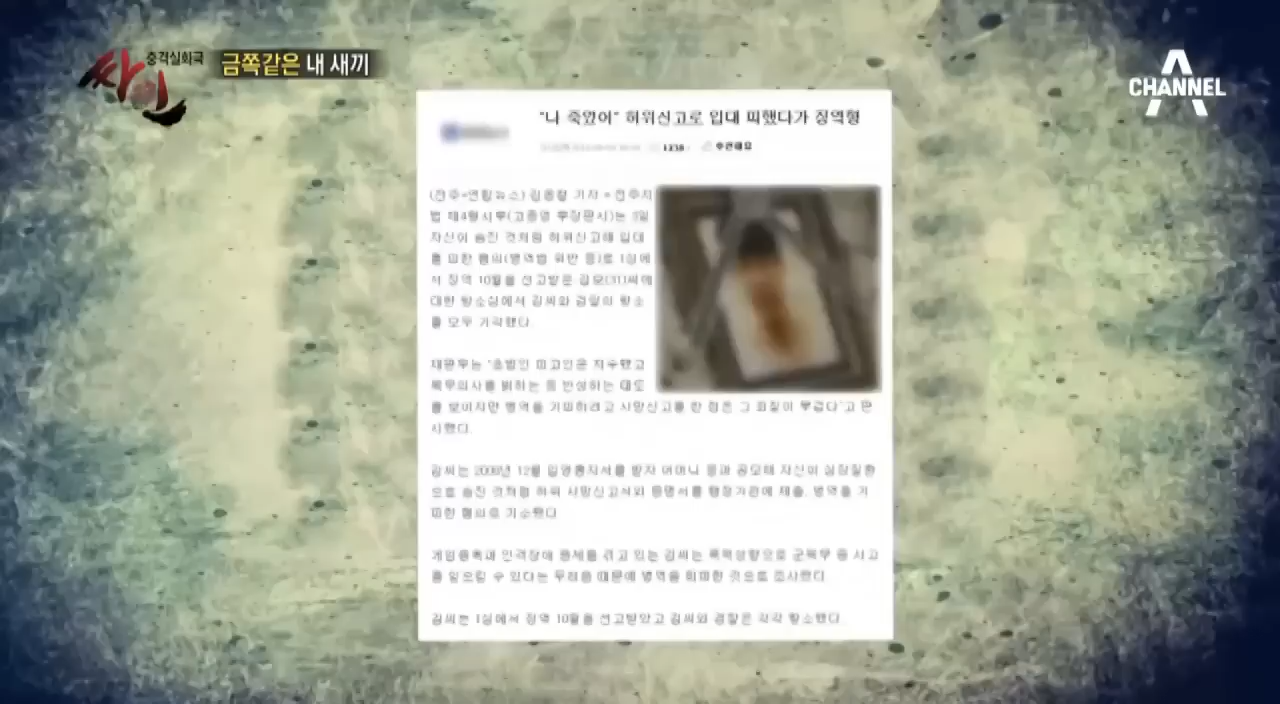 충격실화극
싸인
금쪽같은 내 새끼
CHANNEL A
"나 죽었어" 허위신고로 입대 피했다가 징역형
1238
추천해요
(전주=연합뉴스) 기자 = 전주지
법 제4형사부( 부장판사)는 3일
자신이 숨진 것처럼 허위신고해 입대
를 피한 혐의(병역법 위반 등)로 1심에
서 징역 10월을 선고받은 김모(31)씨에
대한 항소심에서 김씨와 검찰의 항소
를 모두 기각했다.
재판부는 "초범인 피고인은 자수했고
복무의사를 밝히는 등 반성하는 태도
를 보이지만 병역을 기피하려고 사망신고를 한 점은 그 죄질이 무겁다"고 판
시했다.
김씨는 12월 입영통지서를 받자 어머니 등과 공모해 자신이 심장질환
으로 숨진 것처럼 허위 사망신고서와 증명서를 행정기관에 제출, 병역을 기
피한 혐의로 기소됐다.
게임중독과 인격장애 증세를 겪고 있는 김씨는 폭력성향으로 군복무 중 사고
를 일으킬 수 있다는 두려움 때문에 병역을 회피한 것으로 조사됐다.
김씨는 1심에서 징역 10월을 선고받았고 김씨와 검찰은 각각 항소했다.